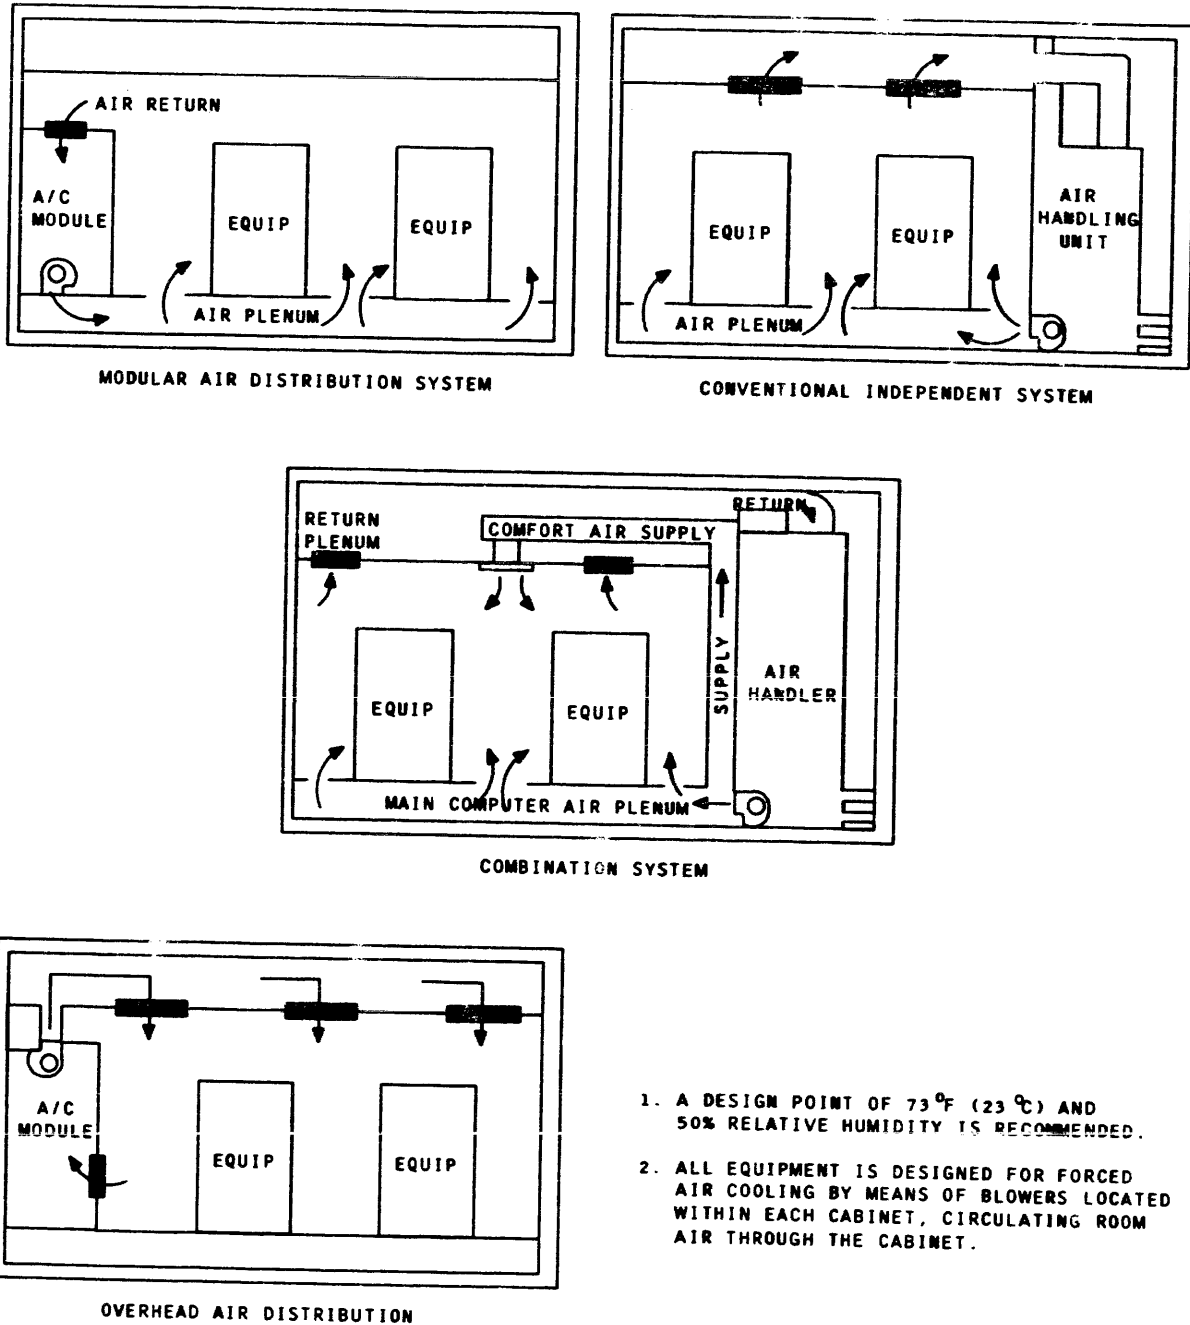 AIR RETURN
A/C
MODULE
EQUIP
EQUIP
AIR PLENUM
MODULAR AIR DISTRIBUTION SYSTEM
EQUIP
EQUIP
AIR
HANDLING
UNIT
AIR PLENUM
CONVENTIONAL INDEPENDENT SYSTEM
RETURN
RETURN
PLENUM
COMFORT AIR SUPPLY
SUPPLY
AIR
HANDLER
EQUIP
EQUIP
MAIN COMPUTER AIR PLENUM
COMBINATION SYSTEM
A/C
MODULE
EQUIP
EQUIP
OVERHEAD AIR DISTRIBUTION
1. A DESIGN POINT OF 73°F (23°C) AND
50% RELATIVE HUMIDITY IS RECOMMENDED.
2. ALL EQUIPMENT IS DESIGNED FOR FORCED
AIR COOLING BY MEANS OF BLOWERS LOCATED
WITHIN EACH CABINET, CIRCULATING ROOM
AIR THROUGH THE CABINET.